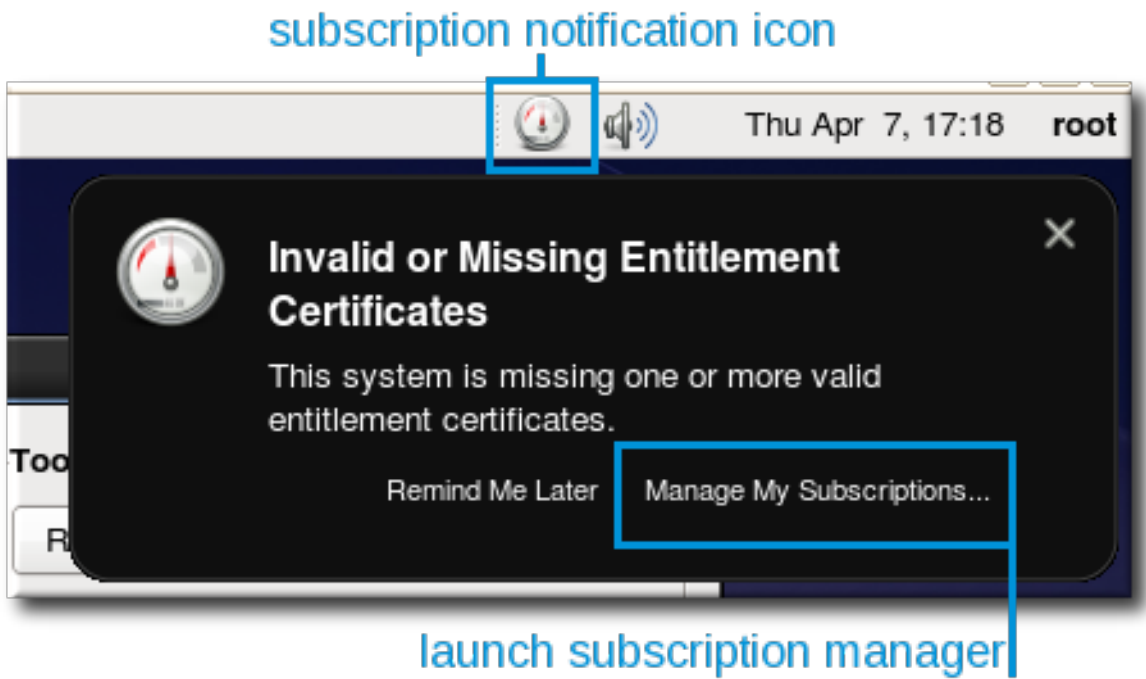 subscription notification icon
Thu Apr 7, 17:18 root
Invalid or Missing Entitlement
Certificates
This system is missing one or more valid
entitlement certificates.
Too
Remind Me Later Manage My Subscriptions...
R
launch subscription manager